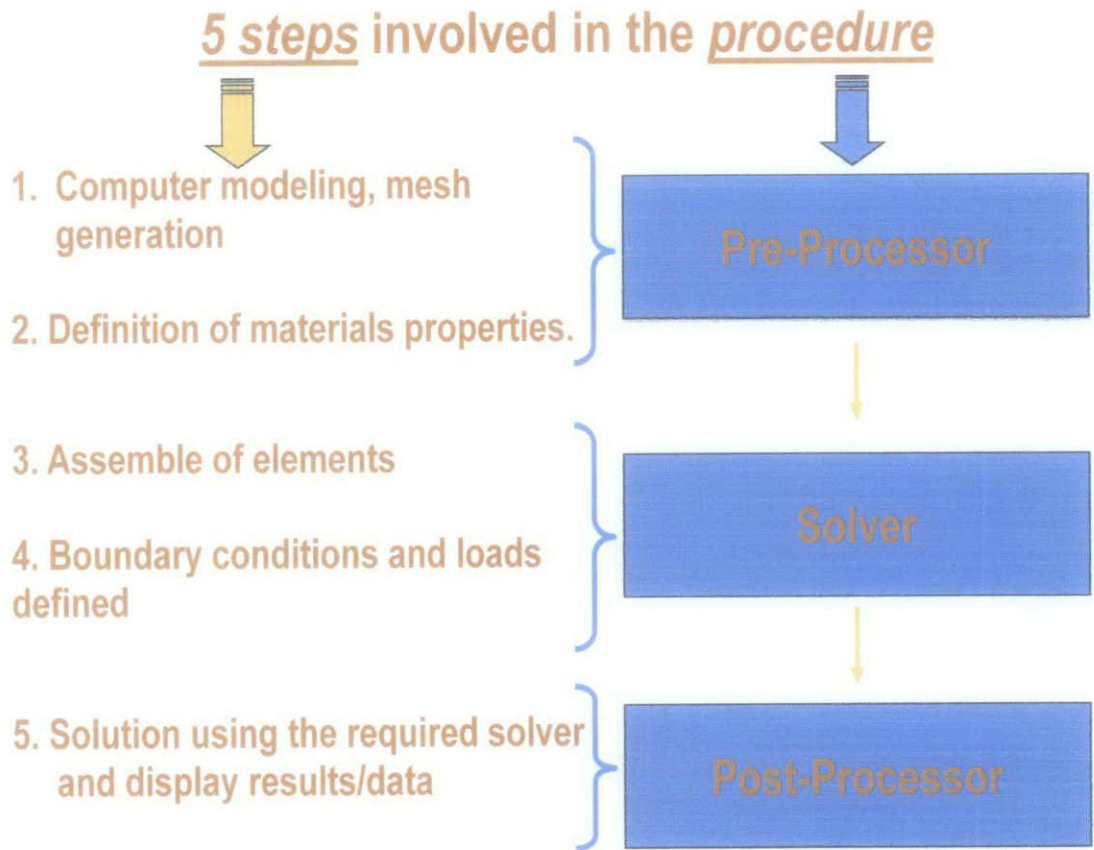 5 steps involved in the procedure
1. Computer modeling, mesh
generation
Pre-Processor
2. Definition of materials properties.
3. Assemble of elements
4. Boundary conditions and loads
defined
Solver
5. Solution using the required solver
and display results/data
Post-Processor